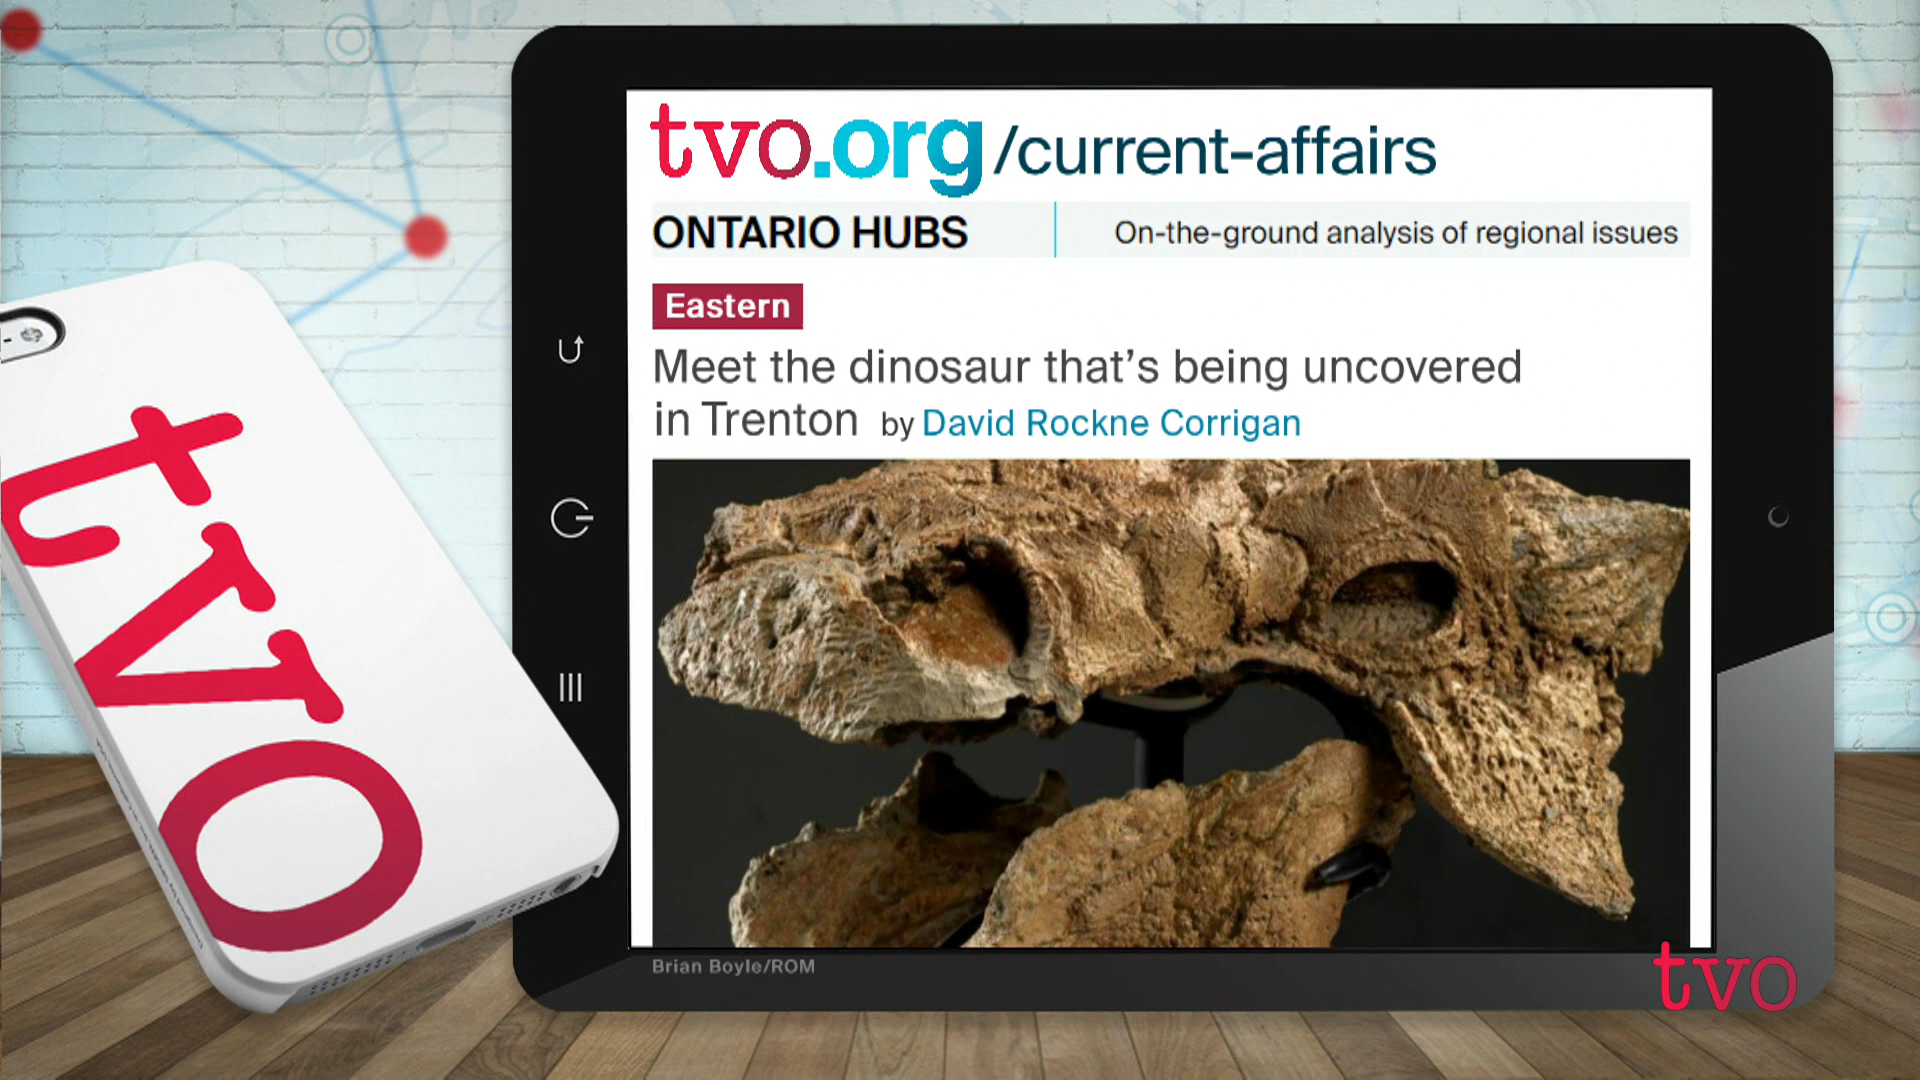 tvo.org/current-affairs
ONTARIO HUBS
On-the-ground analysis of regional issues
Eastern
Meet the dinosaur that's being uncovered
in Trenton by David Rockne Corrigan
Brian Boyle/ROM
tvo
tvo